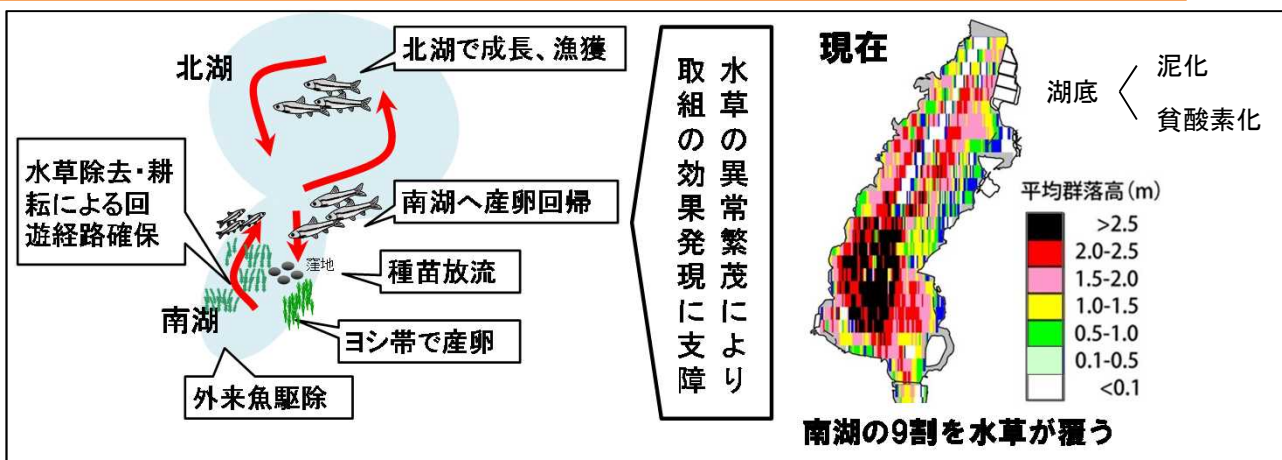 北湖
北湖で成長、漁獲
水草除去・耕
耘による回
遊経路確保
南湖へ産卵回帰
窪地
種苗放流
南湖
ヨシ帯で産卵
外来魚駆除
水草の異常繁茂により
取組の効果発現に支障
現在
湖底
泥化
貧酸素化
平均群落高(m)
>2.5
2.0-2.5
1.5-2.0
1.0-1.5
0.5-1.0
0.1-0.5
<0.1
南湖の9割を水草が覆う